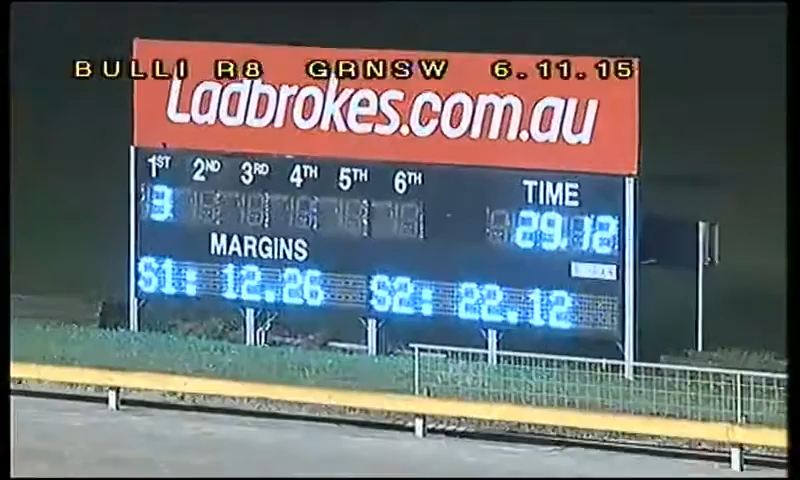 BULLI R8 GRNSW 6.11.15
Ladbrokes.com.au
1ST 2ND 3RD 4TH 5TH 6TH TIME
3 29.12
MARGINS
S1: 12.26 S2: 22.12